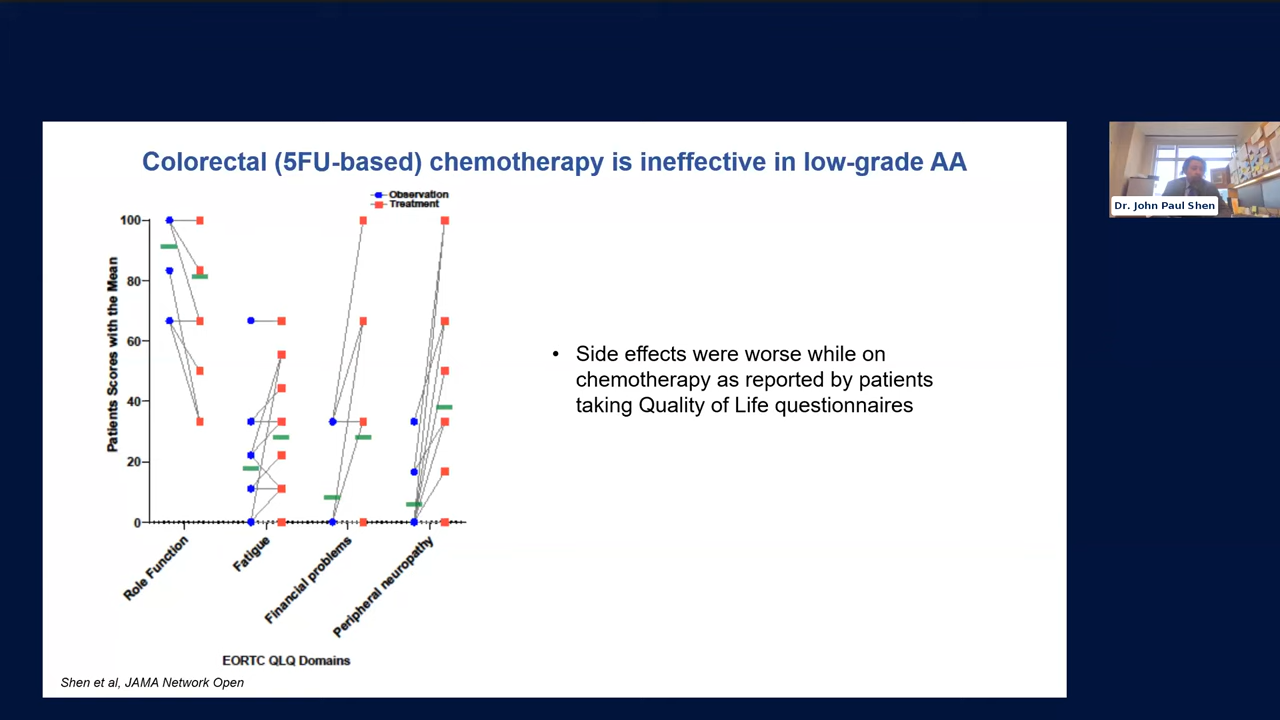 Colorectal (5FU-based) chemotherapy is ineffective in low-grade AA
Observation
Treatment
100
80
60
40
20
0
Patients Scores with the Mean
Role Function
Fatigue
Financial problems
Peripheral neuropathy
EORTC QLQ Domains
• Side effects were worse while on
chemotherapy as reported by patients
taking Quality of Life questionnaires
Shen et al, JAMA Network Open
Dr. John Paul Shen